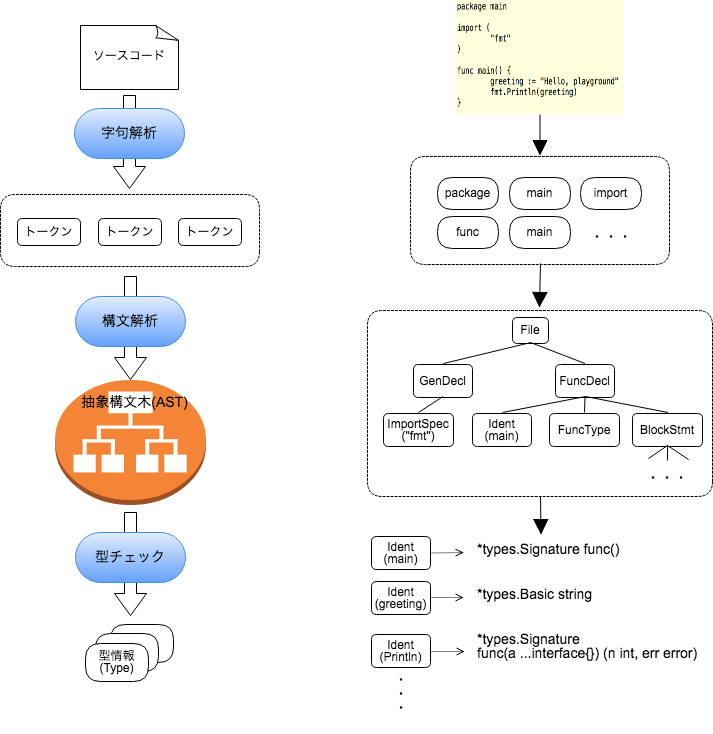 ソースコード
字句解析
トークン
トークン
トークン
構文解析
抽象構文木(AST)
型チェック
型情報
(Type)
package main
import (
"fmt"
)
func main() {
greeting := "Hello, playground"
fmt.Println(greeting)
}
package
main
import
func
main
. . .
File
GenDecl
FuncDecl
ImportSpec
("fmt")
Ident
(main)
FuncType
BlockStmt
. . .
Ident
(main)
*types.Signature func()
Ident
(greeting)
*types.Basic string
Ident
(Println)
*types.Signature
func(a ...interface{}) (n int, err error)
.
.
.